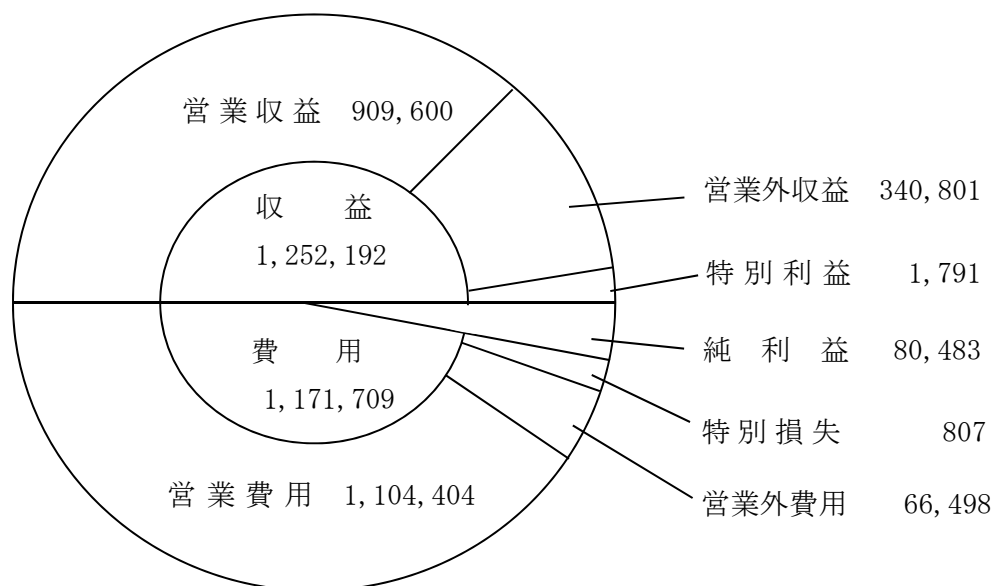 営業収益 909,600
収益
1,252,192
営業外収益 340,801
特別利益 1,791
費用
1,171,709
純利益 80,483
特別損失 807
営業費用 1,104,404
営業外費用 66,498